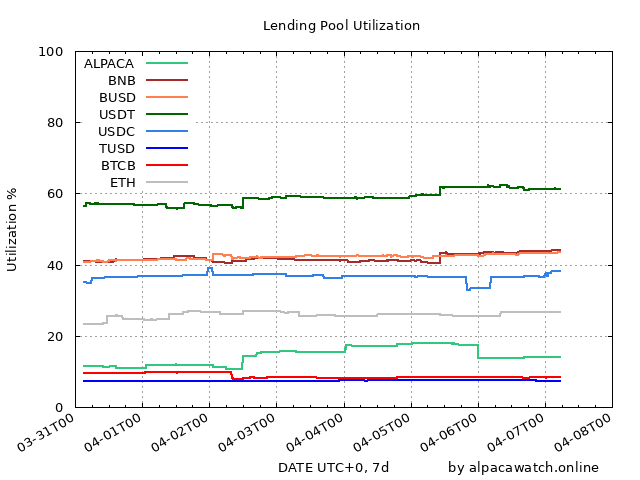 Lending Pool Utilization
Utilization %
100
80
60
40
20
0
ALPACA
BNB
BUSD
USDT
USDC
TUSD
BTCB
ETH
03-31T00
04-01T00
04-02T00
04-03T00
04-04T00
04-05T00
04-06T00
04-07T00
04-08T00
DATE UTC+0, 7d
by alpacawatch.online